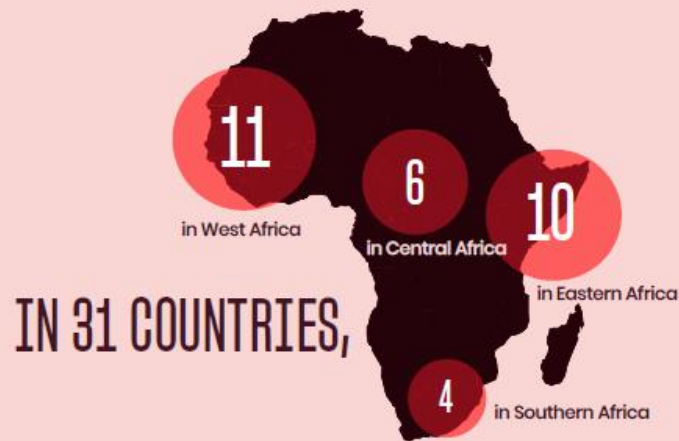 11
in West Africa
6
in Central Africa
10
in Eastern Africa
IN 31 COUNTRIES,
4
in Southern Africa